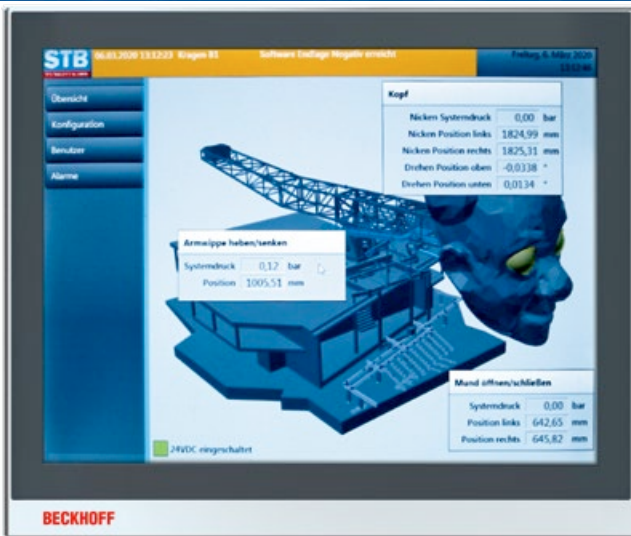 STB
06.03.2020 13:12:23 Kragen B1 Software Endlage Negativ erreicht
Freitag, 6. März 2020
13:12:46
Übersicht
Konfiguration
Benutzer
Alarme
Kopf
Nicken Systemdruck 0,00 bar
Nicken Position links 1824,99 mm
Nicken Position rechts 1825,31 mm
Drehen Position oben -0,0338 °
Drehen Position unten 0,0134 °
Armwippe heben/senken
Systemdruck 0,12 bar
Position 1005,51 mm
Mund öffnen/schließen
Systemdruck 0,00 bar
Position links 642,65 mm
Position rechts 645,82 mm
24VDC eingeschaltet
BECKHOFF